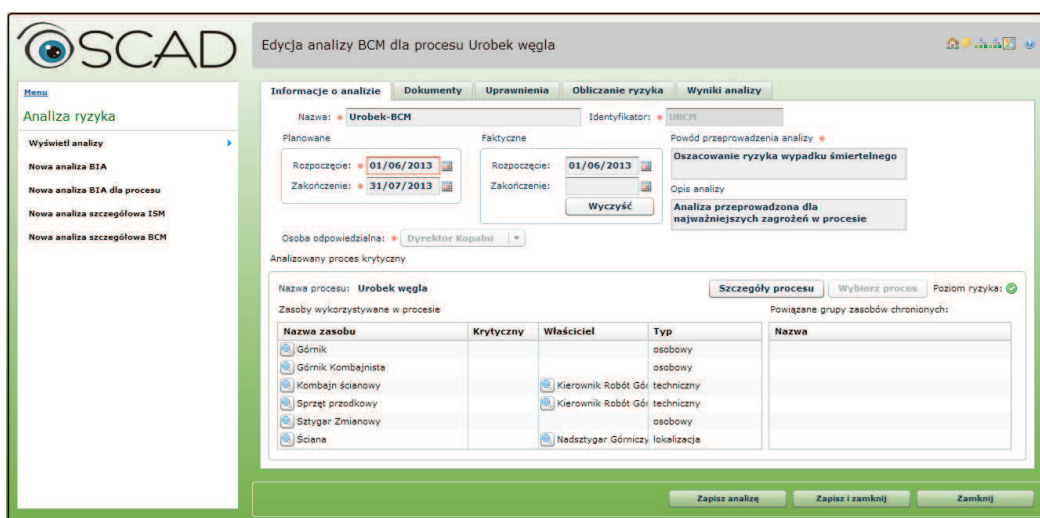 OSCAD
Edycja analizy BCM dla procesu Urobek węgla
Menu
Analiza ryzyka
Wyświetl analizy
Nowa analiza BIA
Nowa analiza BIA dla procesu
Nowa analiza szczegółowa ISM
Nowa analiza szczegółowa BCM
Informacje o analizie Dokumenty Uprawnienia Obliczanie ryzyka Wyniki analizy
Nazwa: * Urobek-BCM Identyfikator: * UBCM
Planowane Faktyczne Powód przeprowadzenia analizy *
Rozpoczęcie: * 01/06/2013 Rozpoczęcie: 01/06/2013 Oszacowanie ryzyka wypadku śmiertelnego
Zakończenie: * 31/07/2013 Zakończenie: Opis analizy
Wyczyść Analiza przeprowadzona dla
najważniejszych zagrożeń w procesie
Osoba odpowiedzialna: * Dyrektor Kopalni
Analizowany proces krytyczny
Nazwa procesu: Urobek węgla Szczegóły procesu Wybierz proces Poziom ryzyka:
Zasoby wykorzystywane w procesie Powiązane grupy zasobów chronionych:
Nazwa zasobu Krytyczny Właściciel Typ Nazwa
Górnik osobowy
Górnik Kombajnista osobowy
Kombajn ścianowy Kierownik Robót Gór techniczny
Sprzęt przodkowy Kierownik Robót Gór techniczny
Sztygar Zmianowy osobowy
Ściana Nadsztygar Górniczy lokalizacja
Zapisz analizę Zapisz i zamknij Zamknij